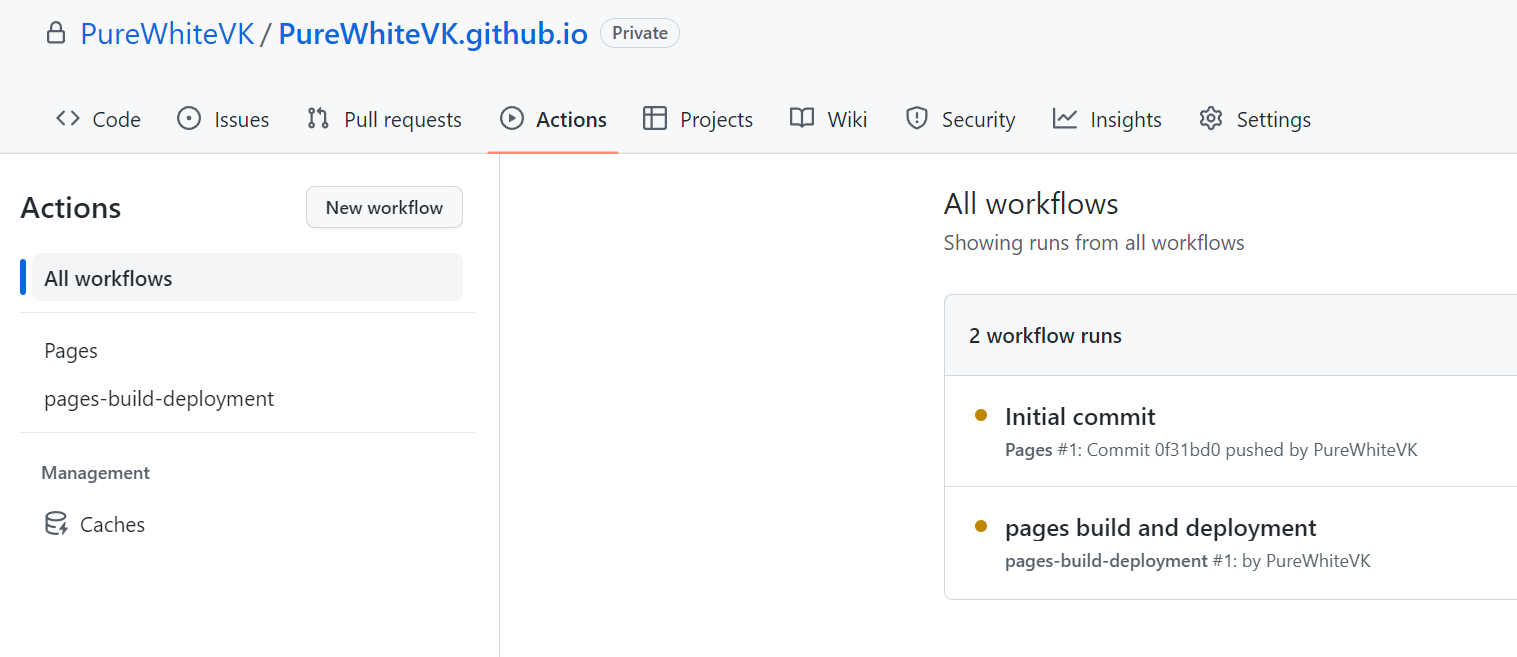 PureWhiteVK / PureWhiteVK.github.io Private
Code Issues Pull requests Actions Projects Wiki Security Insights Settings
Actions
New workflow
All workflows
Pages
pages-build-deployment
Management
Caches
All workflows
Showing runs from all workflows
2 workflow runs
Initial commit
Pages #1: Commit 0f31bd0 pushed by PureWhiteVK
pages build and deployment
pages-build-deployment #1: by PureWhiteVK